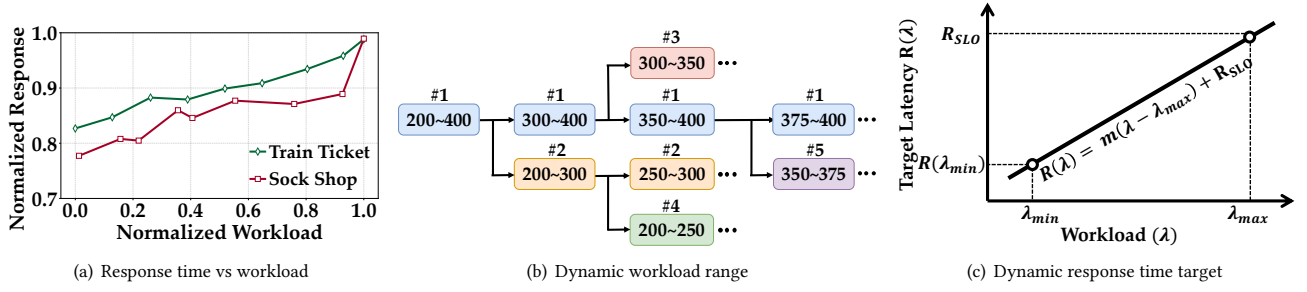 Normalized Response
1.0
0.9
0.8
0.7
Train Ticket
Sock Shop
0.0 0.2 0.4 0.6 0.8 1.0
Normalized Workload
(a) Response time vs workload
#3
300~350 •••
#1 #1 #1 #1
200~400 300~400 350~400 375~400 •••
#2 #2 #5
200~300 250~300 ••• 350~375 •••
#4
200~250 •••
(b) Dynamic workload range
Target Latency R(λ)
R_SLO
R(λ_min)
R(λ) = m(λ − λ_max) + R_SLO
λ_min λ_max
Workload (λ)
(c) Dynamic response time target